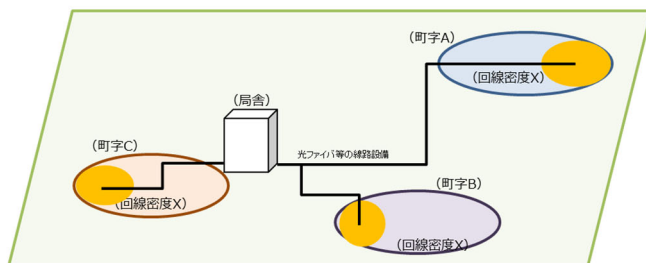 （町字A）
（回線密度X）
（局舎）
光ファイバ等の線路設備
（町字C）
（回線密度X）
（町字B）
（回線密度X）